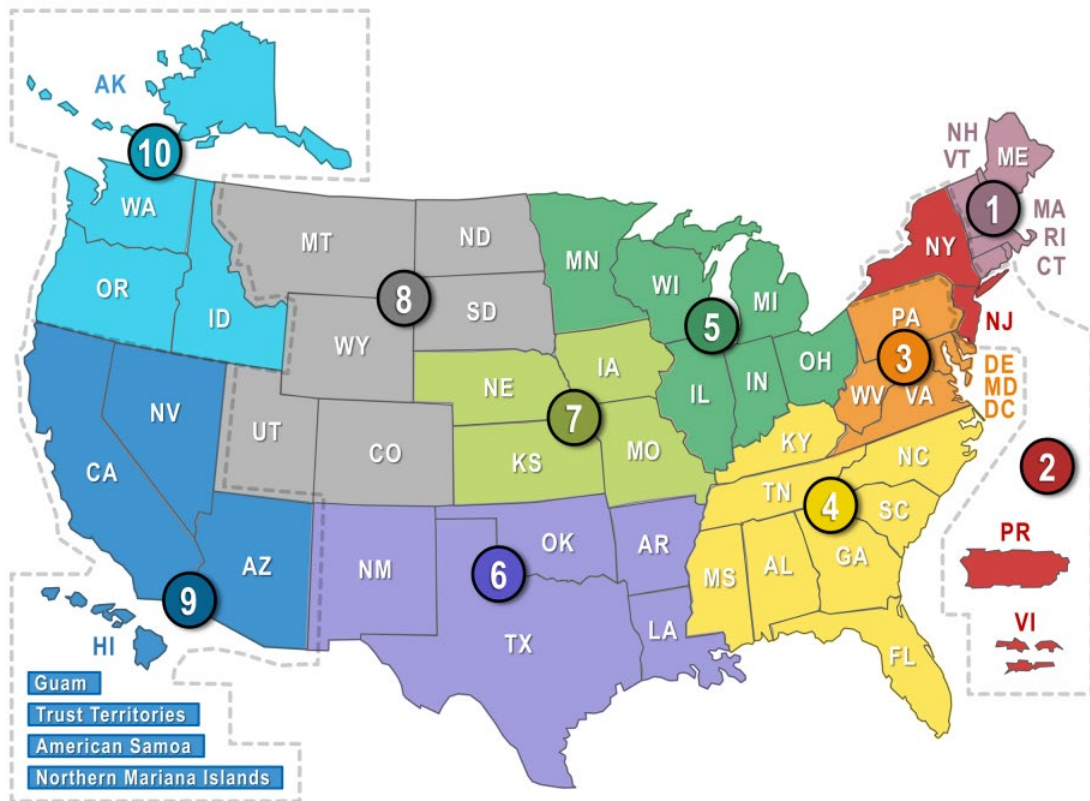 AK
10
NH
VT
ME
WA
1
MA
RI
CT
MT
ND
MN
NY
OR
ID
8
SD
WI
MI
5
PA
NJ
WY
IA
OH
3
DE
MD
DC
NE
IL
IN
WV
VA
NV
7
UT
CO
KS
MO
KY
NC
2
CA
TN
4
SC
PR
AZ
NM
6
OK
AR
MS
AL
GA
9
HI
TX
LA
FL
VI
Guam
Trust Territories
American Samoa
Northern Mariana Islands